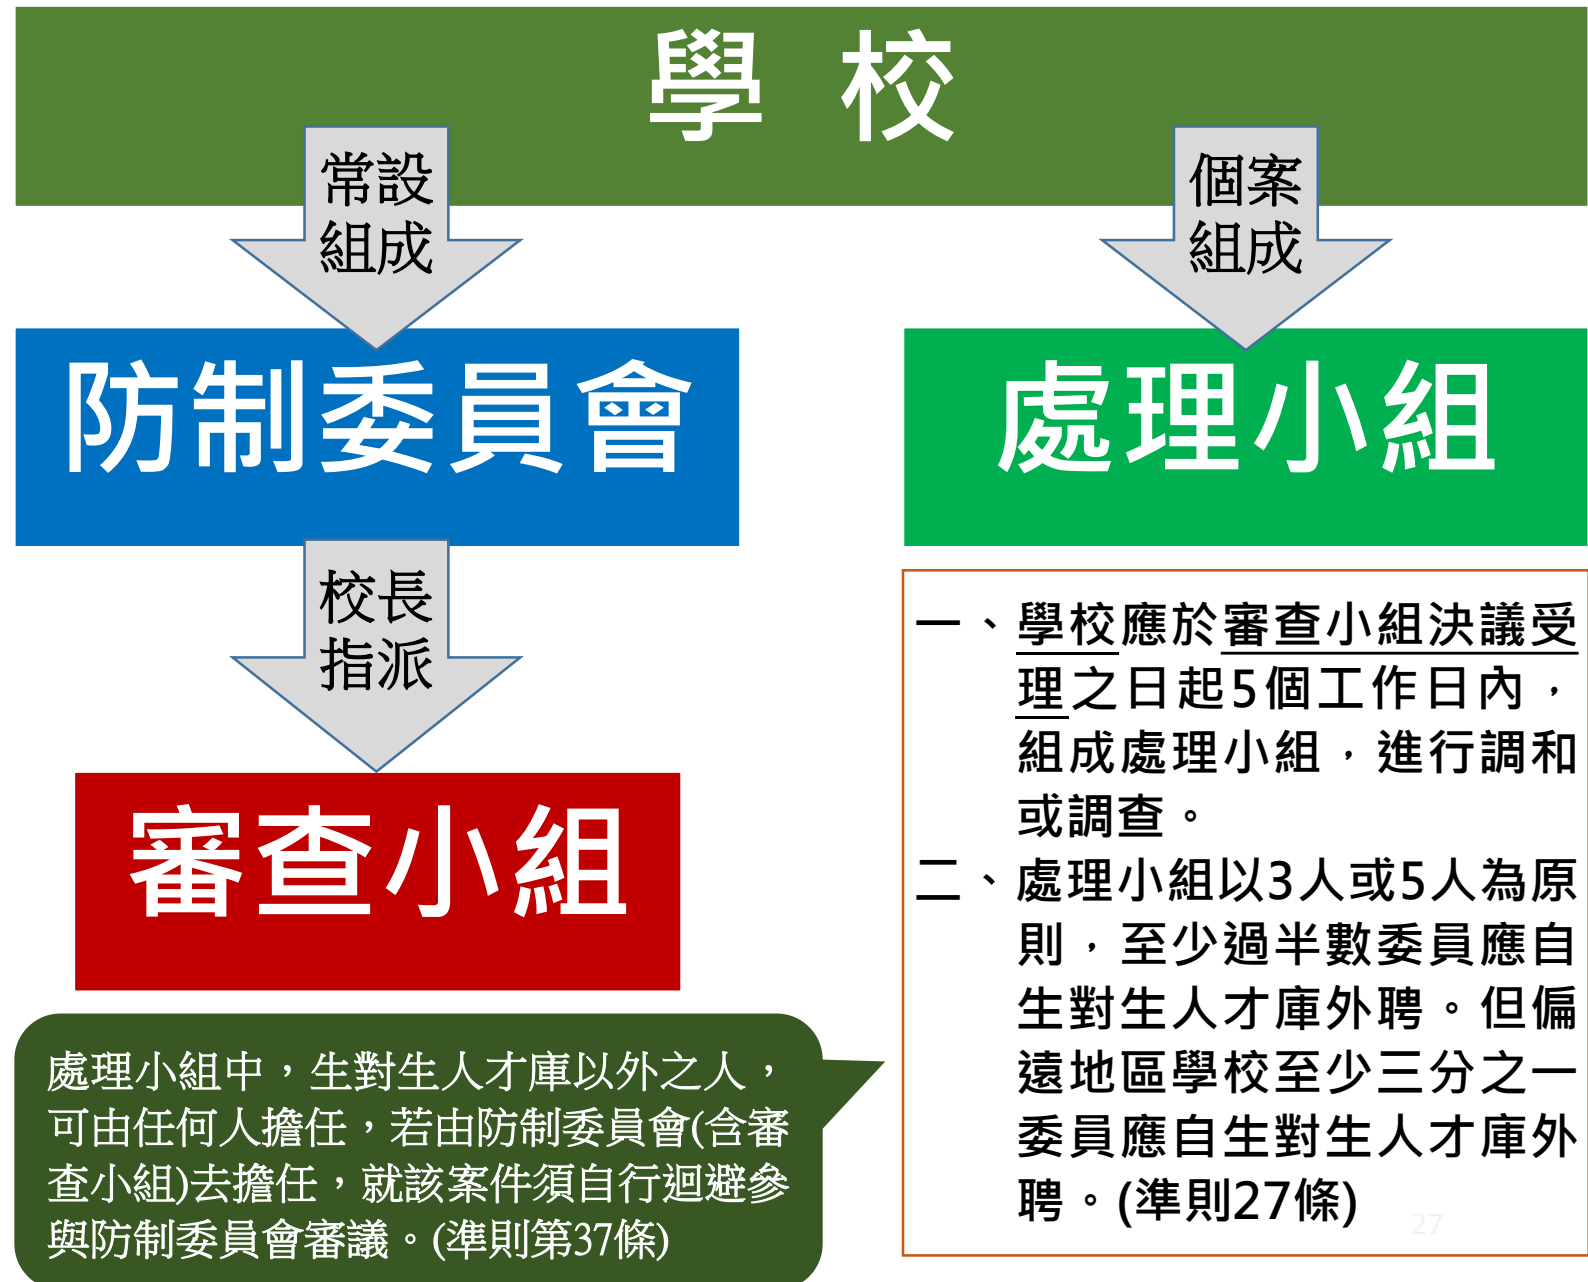 學 校
常設
組成
個案
組成
防制委員會
處理小組
校長
指派
審查小組
處理小組中，生對生人才庫以外之人，
可由任何人擔任，若由防制委員會(含審
查小組)去擔任，就該案件須自行迴避參
與防制委員會審議。(準則第37條)
一、學校應於審查小組決議受
理之日起5個工作日內，
組成處理小組，進行調和
或調查。
二、處理小組以3人或5人為原
則，至少過半數委員應自
生對生人才庫外聘。但偏
遠地區學校至少三分之一
委員應自生對生人才庫外
聘。(準則27條)
27